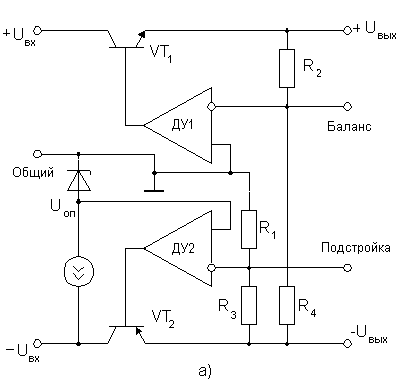 +Uвх
VT1
+Uвых
R2
ДУ1
Баланс
Общий
Uоп
R1
ДУ2
Подстройка
VT2
R3
R4
−Uвх
-Uвых
а)